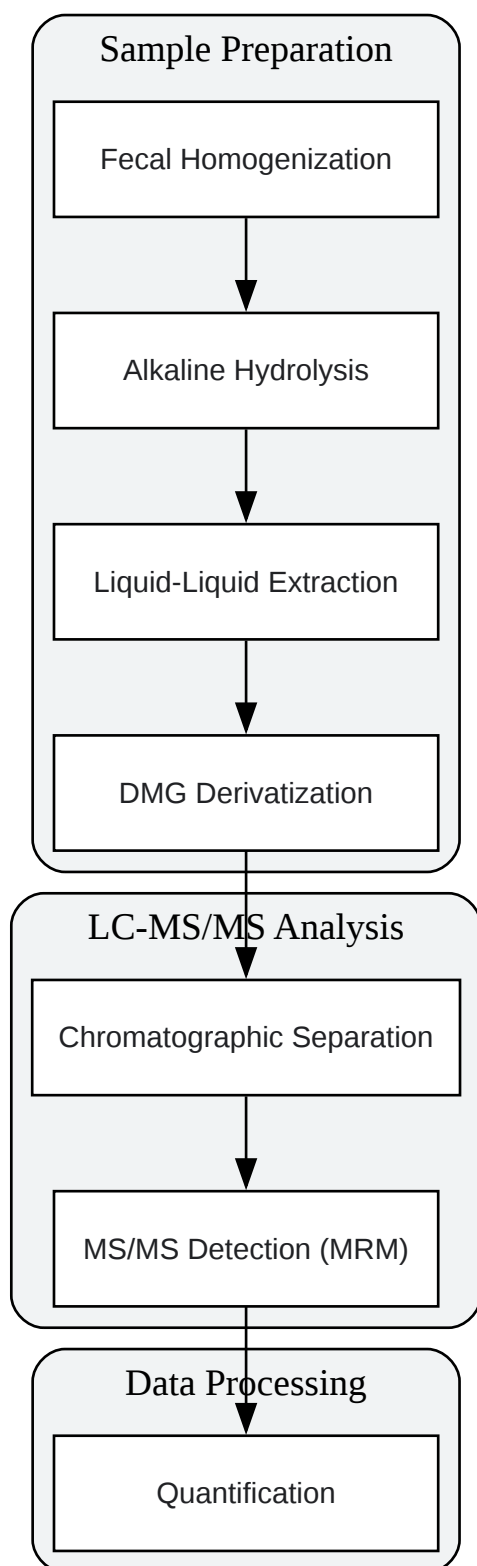 Sample Preparation
Fecal Homogenization
Alkaline Hydrolysis
Liquid-Liquid Extraction
DMG Derivatization
LC-MS/MS Analysis
Chromatographic Separation
MS/MS Detection (MRM)
Data Processing
Quantification